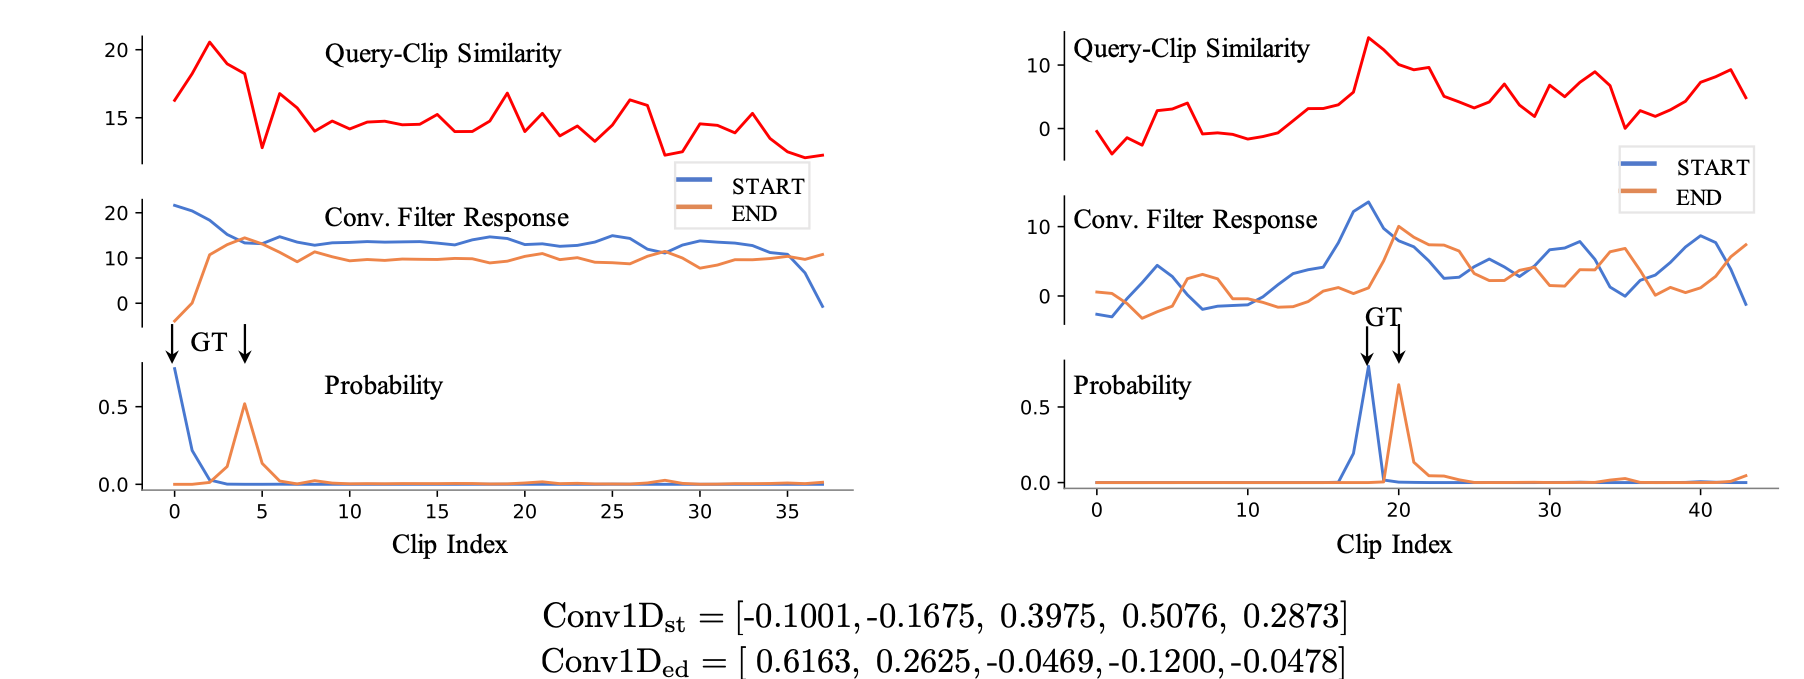 Query-Clip Similarity
20
15
START
END
Conv. Filter Response
20
10
0
GT
Probability
0.5
0.0
0 5 10 15 20 25 30 35
Clip Index
Query-Clip Similarity
10
0
START
END
Conv. Filter Response
10
0
GT
Probability
0.5
0.0
0 10 20 30 40
Clip Index
Conv1D_st = [-0.1001, -0.1675, 0.3975, 0.5076, 0.2873]
Conv1D_ed = [ 0.6163, 0.2625, -0.0469, -0.1200, -0.0478]